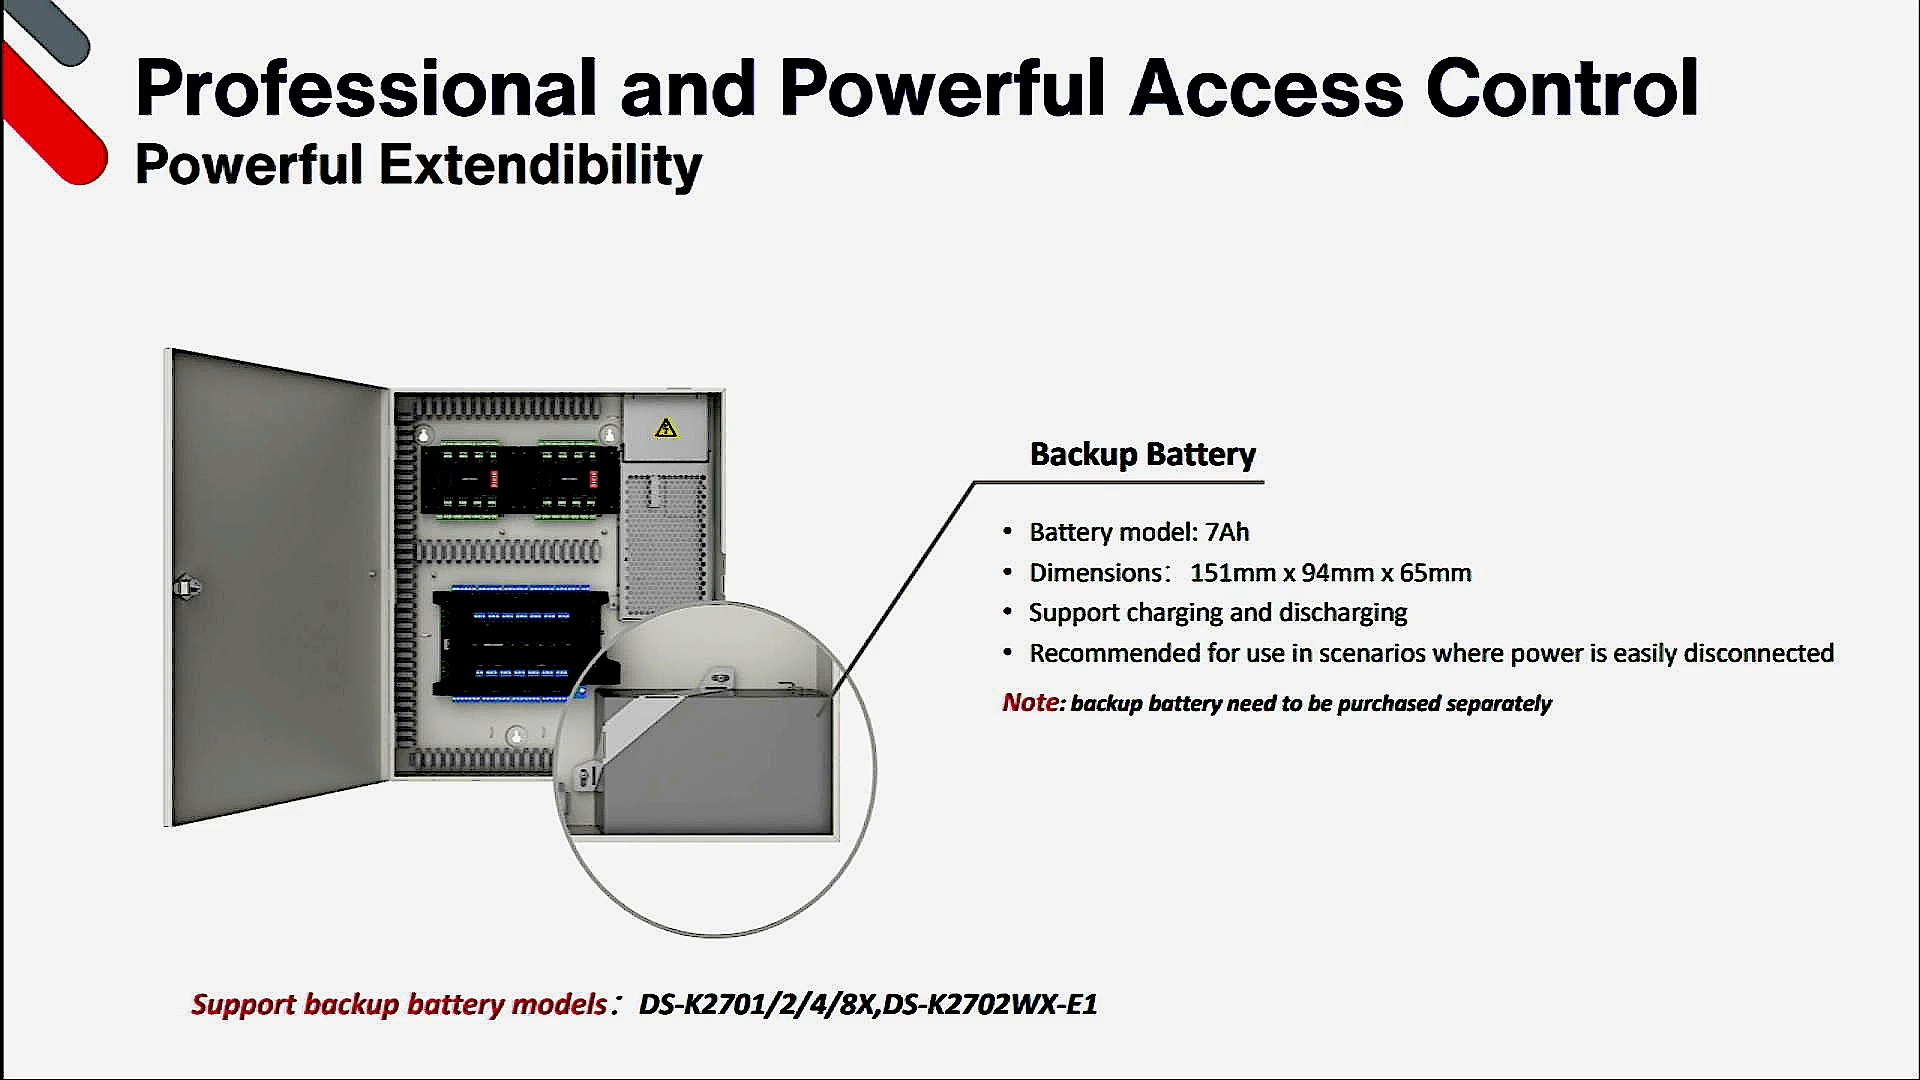 Professional and Powerful Access Control
Powerful Extendibility
Backup Battery
• Battery model: 7Ah
• Dimensions： 151mm x 94mm x 65mm
• Support charging and discharging
• Recommended for use in scenarios where power is easily disconnected
Note: backup battery need to be purchased separately
Support backup battery models：DS-K2701/2/4/8X,DS-K2702WX-E1